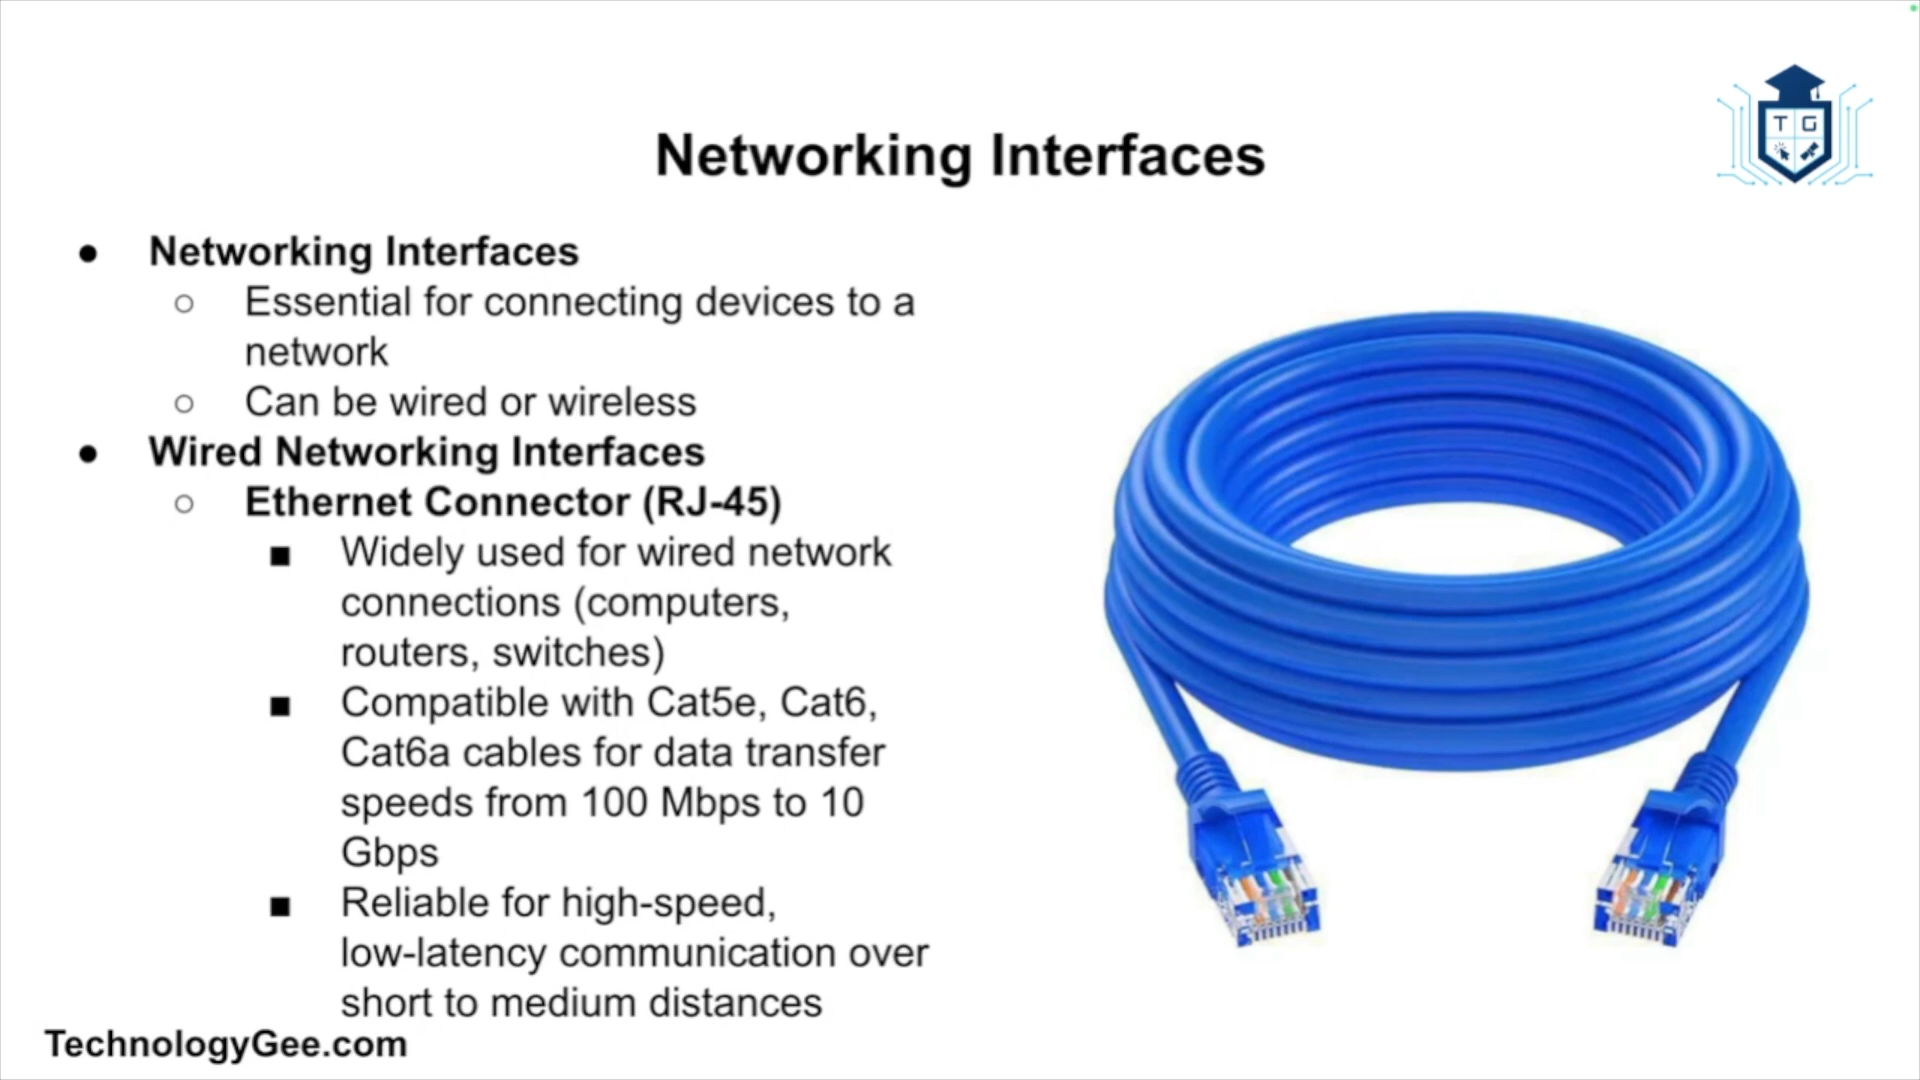 T G
Networking Interfaces
● Networking Interfaces
○ Essential for connecting devices to a
network
○ Can be wired or wireless
● Wired Networking Interfaces
○ Ethernet Connector (RJ-45)
■ Widely used for wired network
connections (computers,
routers, switches)
■ Compatible with Cat5e, Cat6,
Cat6a cables for data transfer
speeds from 100 Mbps to 10
Gbps
■ Reliable for high-speed,
low-latency communication over
short to medium distances
TechnologyGee.com